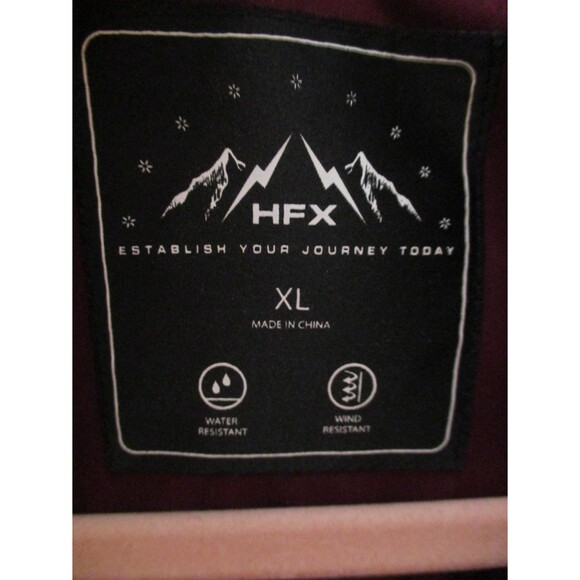 HFX
ESTABLISH YOUR JOURNEY TODAY
XL
MADE IN CHINA
WATER
RESISTANT
WIND
RESISTANT